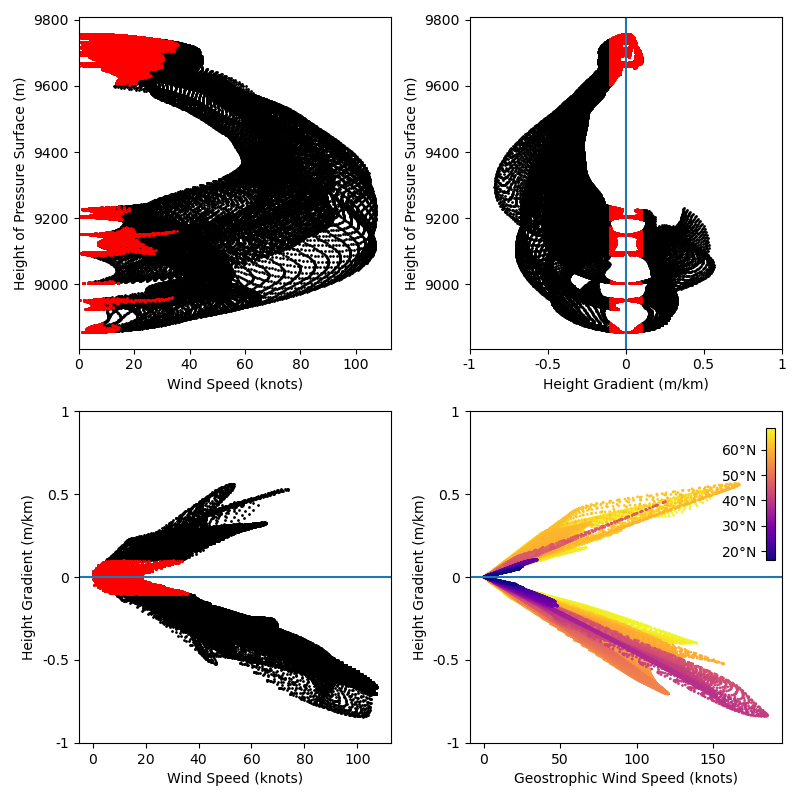 9800
9600
9400
9200
9000
Height of Pressure Surface (m)
0 20 40 60 80 100
Wind Speed (knots)
9800
9600
9400
9200
9000
Height of Pressure Surface (m)
-1 -0.5 0 0.5 1
Height Gradient (m/km)
1
0.5
0
-0.5
-1
Height Gradient (m/km)
0 20 40 60 80 100
Wind Speed (knots)
1
0.5
0
-0.5
-1
Height Gradient (m/km)
0 50 100 150
Geostrophic Wind Speed (knots)
60°N
50°N
40°N
30°N
20°N